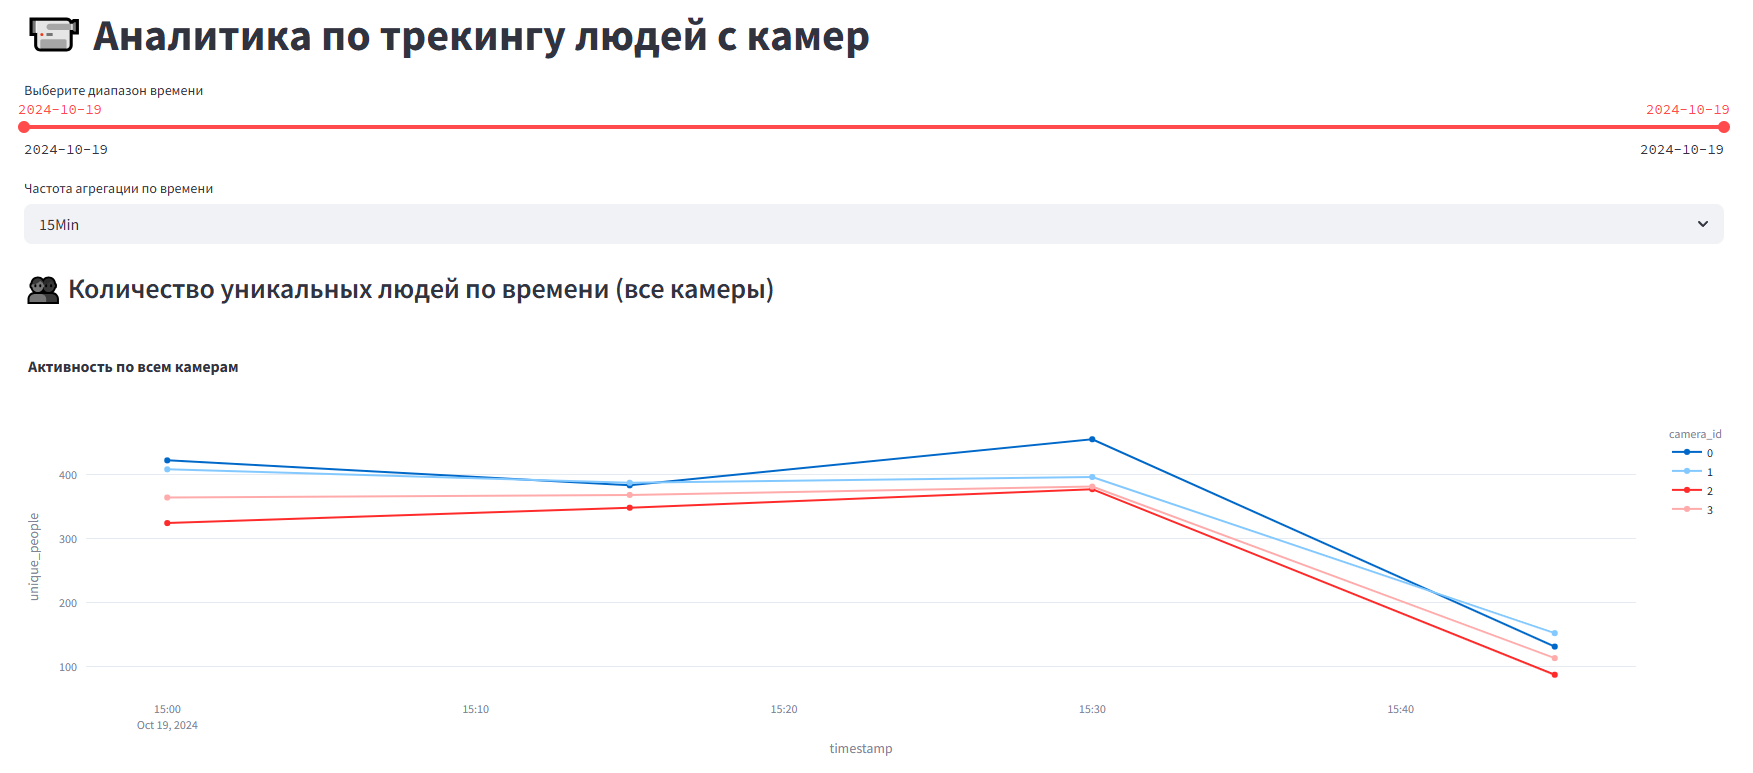 Аналитика по трекингу людей с камер
Выберите диапазон времени
2024-10-19 2024-10-19
2024-10-19 2024-10-19
Частота агрегации по времени
15Min
Количество уникальных людей по времени (все камеры)
Активность по всем камерам
camera_id
0
1
2
3
unique_people
400
300
200
100
15:00 15:10 15:20 15:30 15:40
Oct 19, 2024
timestamp